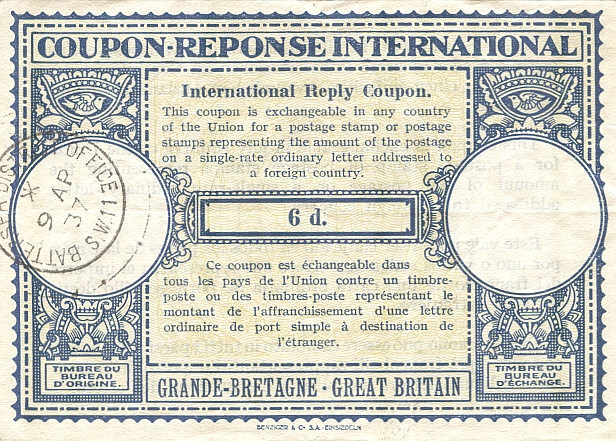 COUPON-REPONSE INTERNATIONAL
International Reply Coupon.
This coupon is exchangeable in any country
of the Union for a postage stamp or postage
stamps representing the amount of the postage
on a single-rate ordinary letter addressed to
a foreign country.
6 d.
Ce coupon est échangeable dans
tous les pays de l'Union contre un timbre-
poste ou des timbres-poste représentant le
montant de l'affranchissement d'une lettre
ordinaire de port simple à destination
de l'étranger.
OFFICE
9 AP
37
BATTERSEA
S.W.11
TIMBRE DU
BUREAU
D'ORIGINE.
GRANDE-BRETAGNE · GREAT BRITAIN
TIMBRE DU
BUREAU
D'ÉCHANGE.
BENZIGER & Co S.A. EINSIEDELN